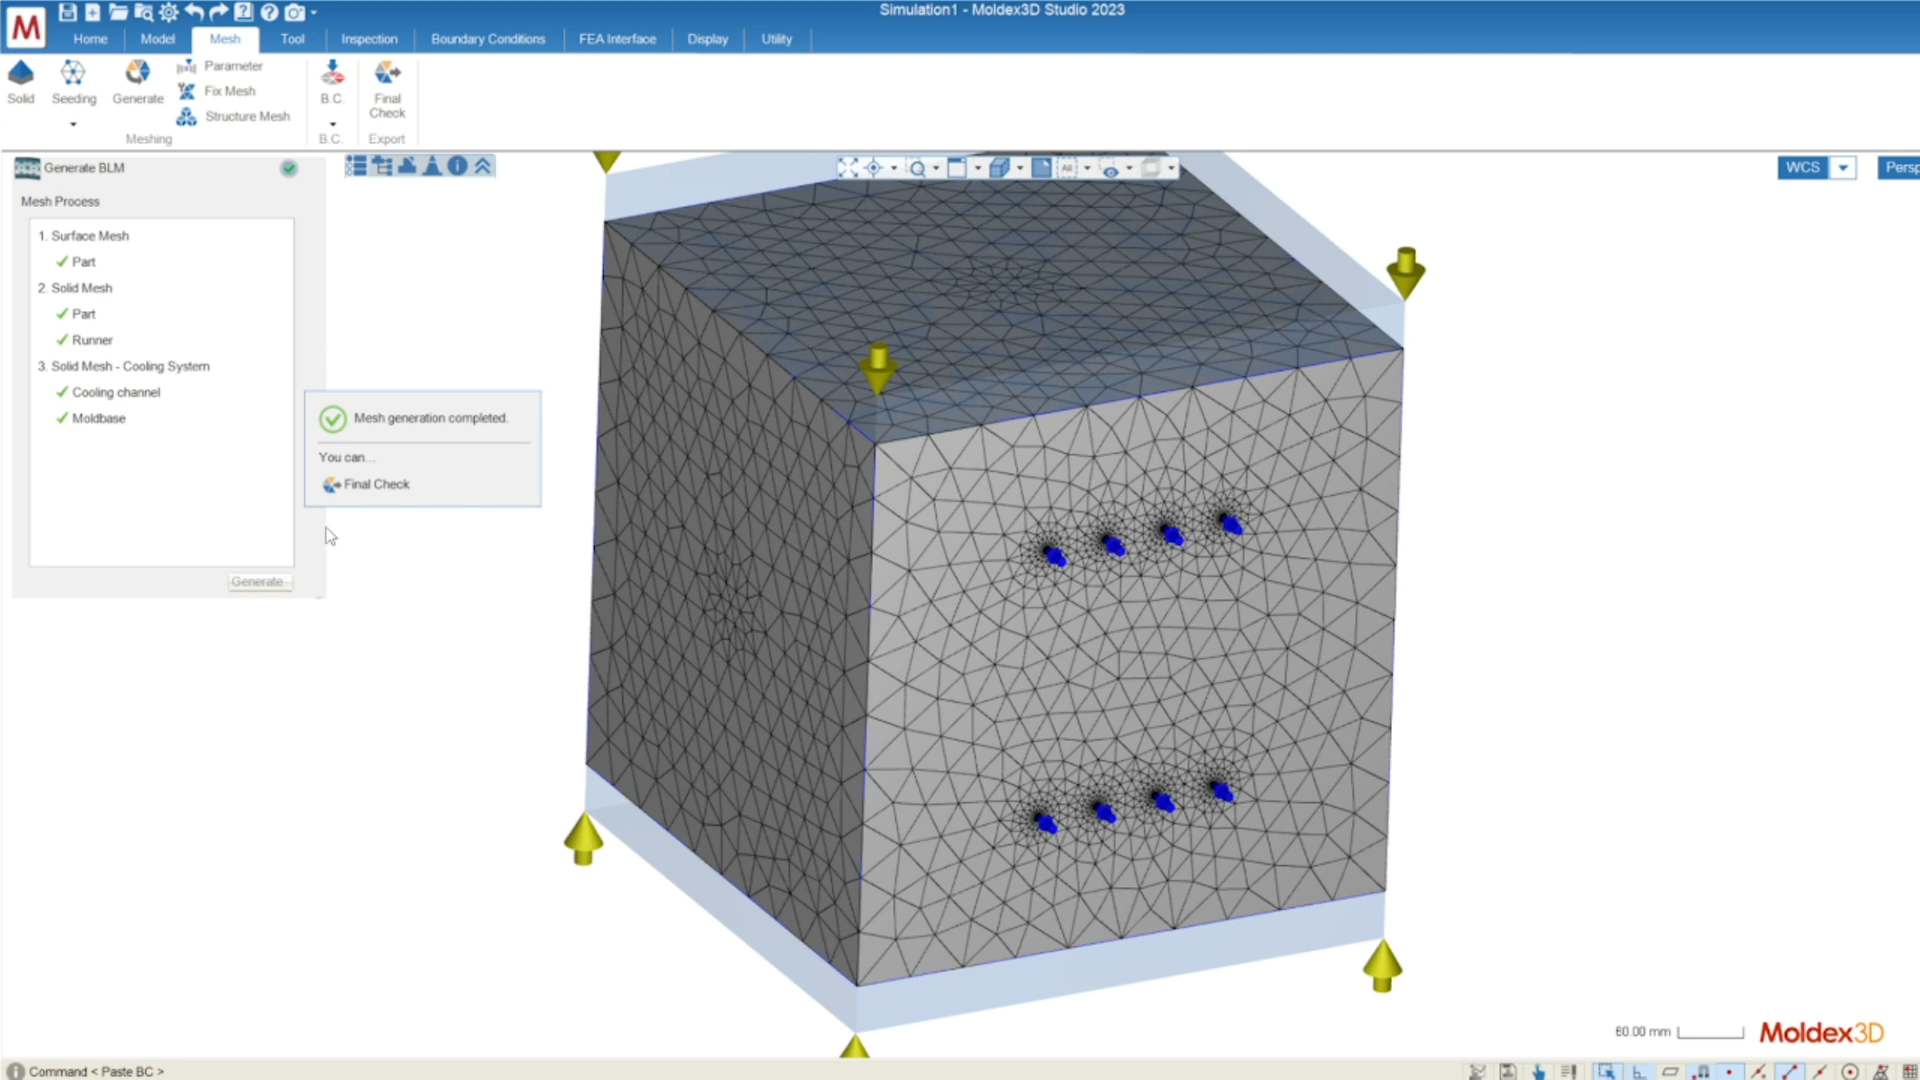 Simulation1 - Moldex3D Studio 2023
M
Home Model Mesh Tool Inspection Boundary Conditions FEA Interface Display Utility
Solid
Seeding
Generate
Parameter
Fix Mesh
Structure Mesh
Meshing
B.C.
B.C.
Final
Check
Export
Generate BLM
WCS
Persp
Mesh Process
1. Surface Mesh
Part
2. Solid Mesh
Part
Runner
3. Solid Mesh - Cooling System
Cooling channel
Moldbase
Generate
Mesh generation completed.
You can...
Final Check
All
60.00 mm
Moldex3D
Command < Paste BC >